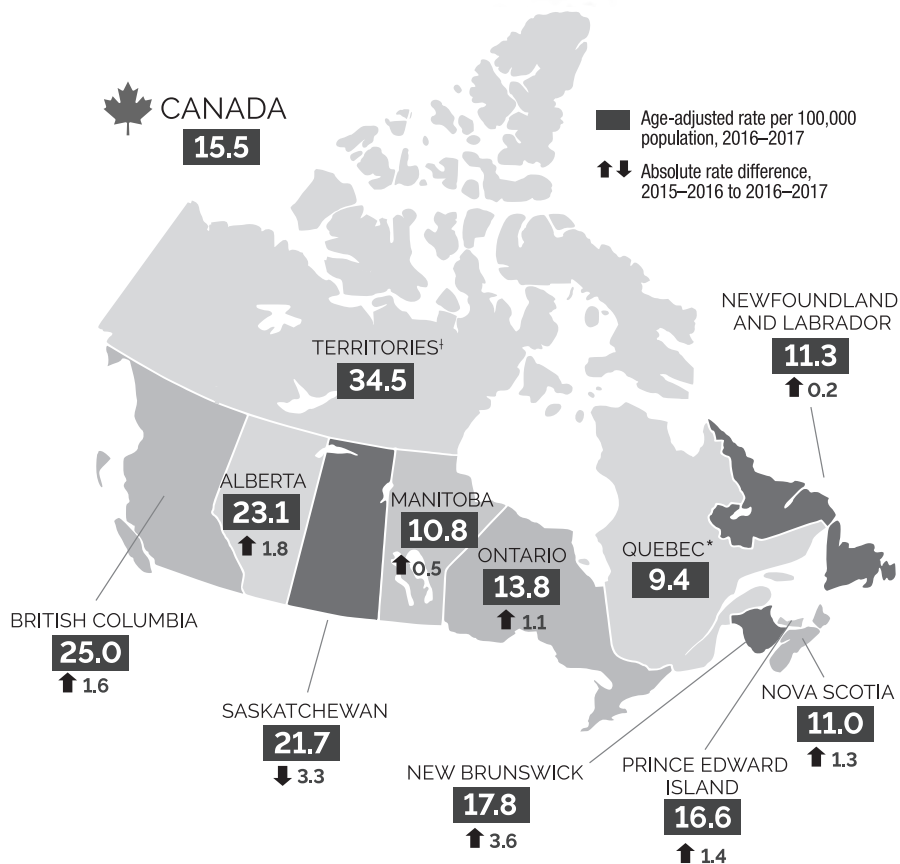 CANADA
15.5
Age-adjusted rate per 100,000
population, 2016–2017
Absolute rate difference,
2015–2016 to 2016–2017
NEWFOUNDLAND
AND LABRADOR
11.3
0.2
TERRITORIES‡
34.5
ALBERTA
23.1
1.8
MANITOBA
10.8
0.5
ONTARIO
13.8
1.1
QUEBEC*
9.4
BRITISH COLUMBIA
25.0
1.6
SASKATCHEWAN
21.7
3.3
NEW BRUNSWICK
17.8
3.6
PRINCE EDWARD
ISLAND
16.6
1.4
NOVA SCOTIA
11.0
1.3